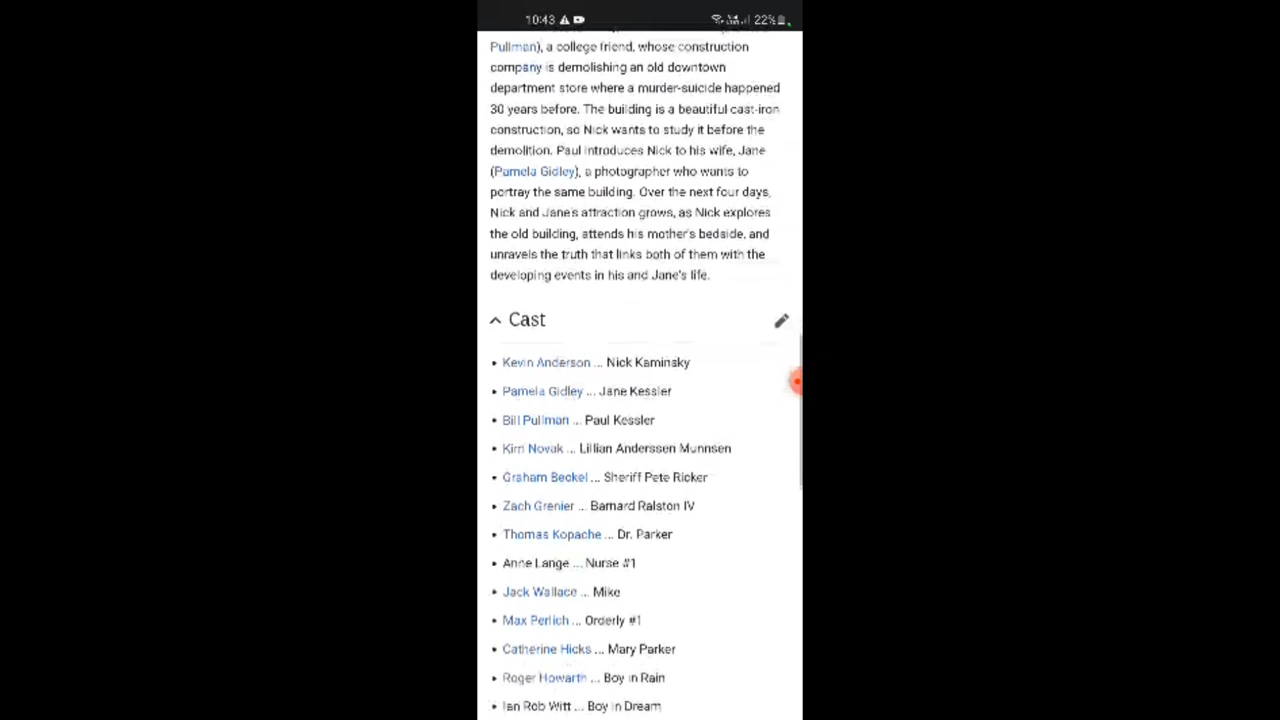 10:43 22%
Pullman), a college friend, whose construction
company is demolishing an old downtown
department store where a murder-suicide happened
30 years before. The building is a beautiful cast-iron
construction, so Nick wants to study it before the
demolition. Paul introduces Nick to his wife, Jane
(Pamela Gidley), a photographer who wants to
portray the same building. Over the next four days,
Nick and Jane's attraction grows, as Nick explores
the old building, attends his mother's bedside, and
unravels the truth that links both of them with the
developing events in his and Jane's life.
Cast
• Kevin Anderson ... Nick Kaminsky
• Pamela Gidley ... Jane Kessler
• Bill Pullman ... Paul Kessler
• Kim Novak ... Lillian Anderssen Munnsen
• Graham Beckel ... Sheriff Pete Ricker
• Zach Grenier ... Barnard Ralston IV
• Thomas Kopache ... Dr. Parker
• Anne Lange ... Nurse #1
• Jack Wallace ... Mike
• Max Perlich ... Orderly #1
• Catherine Hicks ... Mary Parker
• Roger Howarth ... Boy in Rain
• Ian Rob Witt ... Boy in Dream